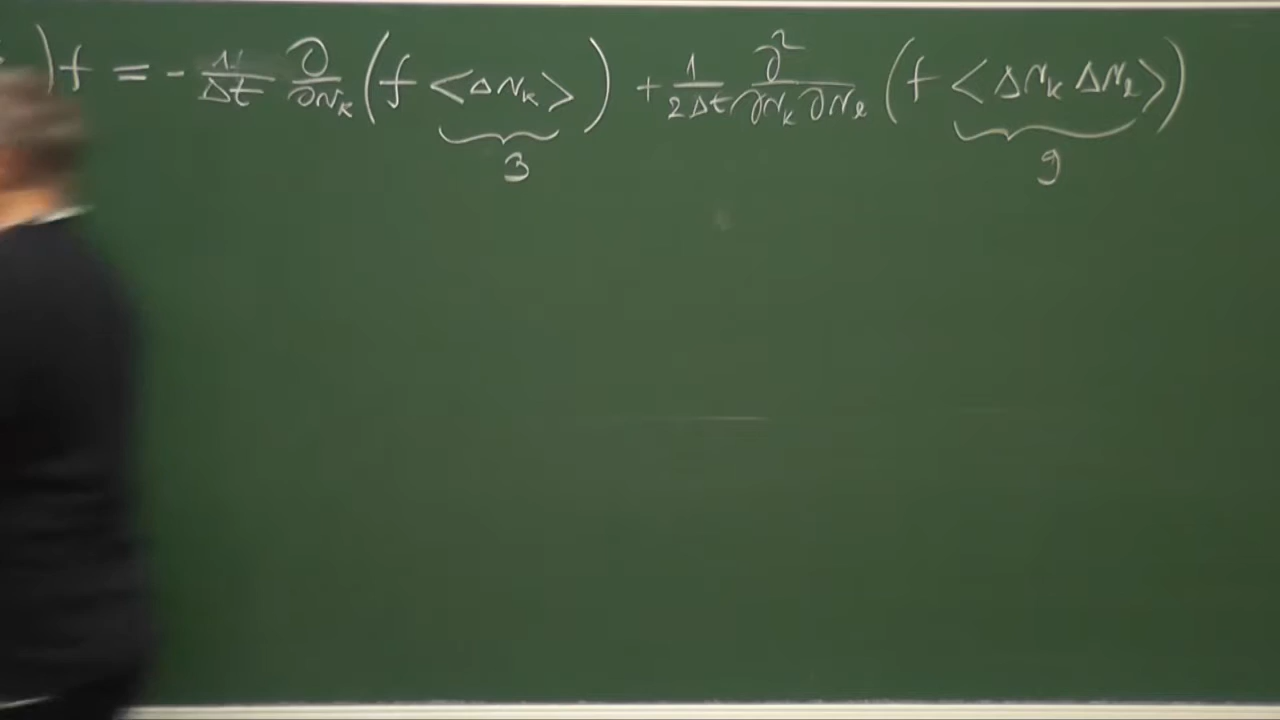 )f = - 1/Δt ∂/∂v_k (f <Δv_k>) + 1/2Δt ∂²/∂v_k ∂v_l (f <Δv_k Δv_l>)
3 9